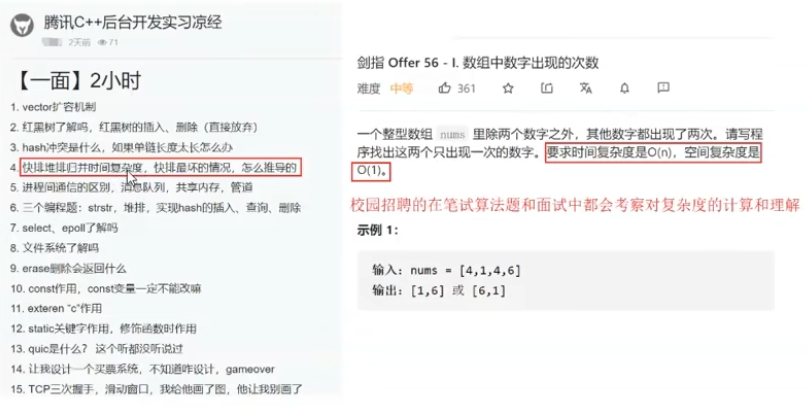 腾讯C++后台开发实习凉经
2天前 71
【一面】2小时
1. vector扩容机制
2. 红黑树了解吗，红黑树的插入、删除（直接放弃）
3. hash冲突是什么，如果单链长度太长怎么办
4. 快排堆排归并时间复杂度，快排最坏的情况，怎么推导的
5. 进程间通信的区别，消息队列，共享内存，管道
6. 三个编程题：strstr，堆排，实现hash的插入、查询、删除
7. select、epoll了解吗
8. 文件系统了解吗
9. erase删除会返回什么
10. const作用，const变量一定不能改嘛
11. exteren “c”作用
12. static关键字作用，修饰函数时作用
13. quic是什么？ 这个听都没听说过
14. 让我设计一个买票系统，不知道咋设计，gameover
15. TCP三次握手，滑动窗口，我给他画了图，他让我别画了
剑指 Offer 56 - I. 数组中数字出现的次数
难度 中等 361
一个整型数组 nums 里除两个数字之外，其他数字都出现了两次。请写程
序找出这两个只出现一次的数字。要求时间复杂度是O(n)，空间复杂度是
O(1)。
校园招聘的在笔试算法题和面试中都会考察对复杂度的计算和理解
示例 1：
输入：nums = [4,1,4,6]
输出：[1,6] 或 [6,1]